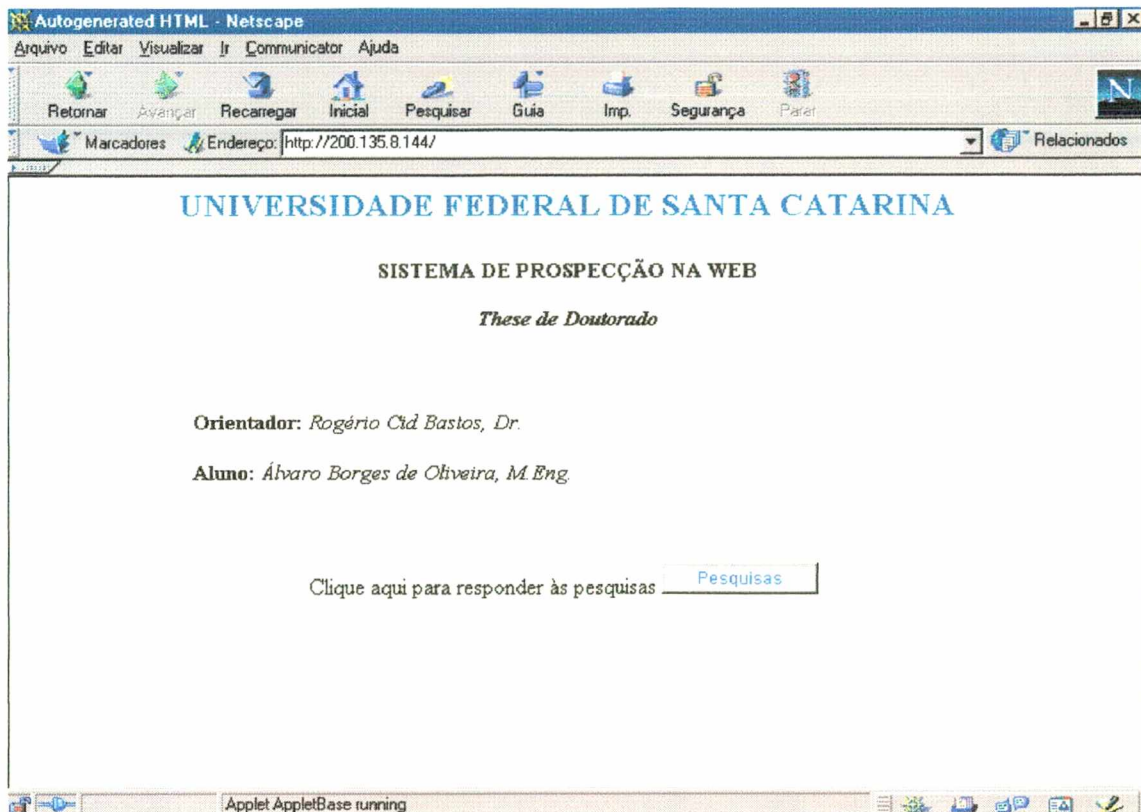 Autogenerated HTML - Netscape
Arquivo Editar Visualizar Ir Communicator Ajuda
Retornar Avançar Recarregar Inicial Pesquisar Guia Imp. Segurança Parar
N
Marcadores Endereço: http://200.135.8.144/ Relacionados
UNIVERSIDADE FEDERAL DE SANTA CATARINA
SISTEMA DE PROSPECÇÃO NA WEB
These de Doutorado
Orientador: Rogério Cid Bastos, Dr.
Aluno: Álvaro Borges de Oliveira, M.Eng.
Clique aqui para responder às pesquisas Pesquisas
Applet AppletBase running